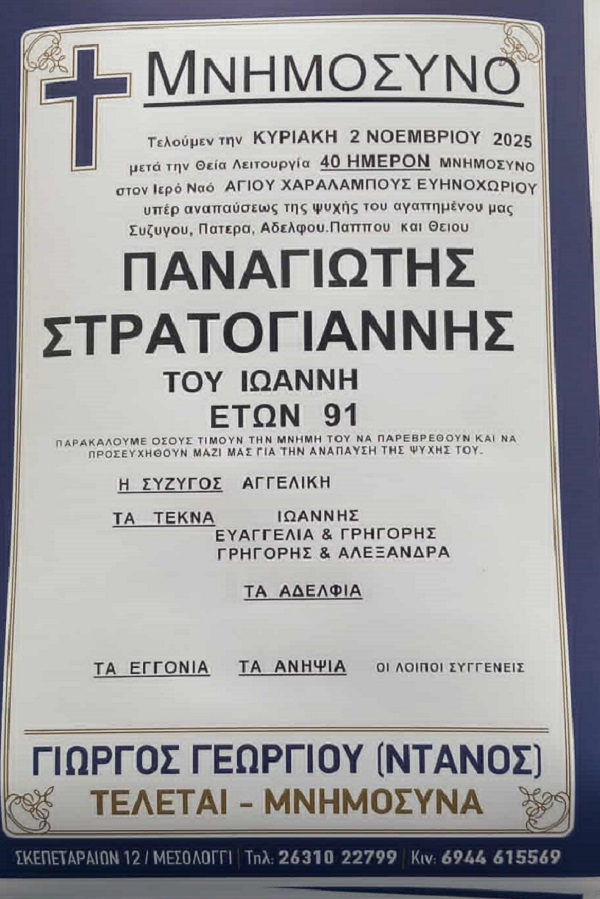 ΜΝΗΜΟΣΥΝΟ
Τελούμεν την ΚΥΡΙΑΚΗ 2 ΝΟΕΜΒΡΙΟΥ 2025
μετά την Θεία Λειτουργία 40 ΗΜΕΡΟΝ ΜΝΗΜΟΣΥΝΟ
στον Ιερό Ναό ΑΓΙΟΥ ΧΑΡΑΛΑΜΠΟΥΣ ΕΥΗΝΟΧΩΡΙΟΥ
υπέρ αναπαύσεως της ψυχής του αγαπημένου μας
Συζυγου, Πατερα, Αδελφου.Παππου και Θειου
ΠΑΝΑΓΙΩΤΗΣ
ΣΤΡΑΤΟΓΙΑΝΝΗΣ
ΤΟΥ ΙΩΑΝΝΗ
ΕΤΩΝ 91
ΠΑΡΑΚΑΛΟΥΜΕ ΟΣΟΥΣ ΤΙΜΟΥΝ ΤΗΝ ΜΝΗΜΗ ΤΟΥ ΝΑ ΠΑΡΕΒΡΕΘΟΥΝ ΚΑΙ ΝΑ
ΠΡΟΣΕΥΧΗΘΟΥΝ ΜΑΖΙ ΜΑΣ ΓΙΑ ΤΗΝ ΑΝΑΠΑΥΣΗ ΤΗΣ ΨΥΧΗΣ ΤΟΥ.
Η ΣΥΖΥΓΟΣ ΑΓΓΕΛΙΚΗ
ΤΑ ΤΕΚΝΑ ΙΩΑΝΝΗΣ
ΕΥΑΓΓΕΛΙΑ & ΓΡΗΓΟΡΗΣ
ΓΡΗΓΟΡΗΣ & ΑΛΕΞΑΝΔΡΑ
ΤΑ ΑΔΕΛΦΙΑ
ΤΑ ΕΓΓΟΝΙΑ ΤΑ ΑΝΗΨΙΑ ΟΙ ΛΟΙΠΟΙ ΣΥΓΓΕΝΕΙΣ
ΓΙΩΡΓΟΣ ΓΕΩΡΓΙΟΥ (ΝΤΑΝΟΣ)
ΤΕΛΕΤΑΙ - ΜΝΗΜΟΣΥΝΑ
ΣΚΕΠΕΤΑΡΑΙΩΝ 12 / ΜΕΣΟΛΟΓΓΙ | Τηλ: 26310 22799 | Κιν: 6944 615569